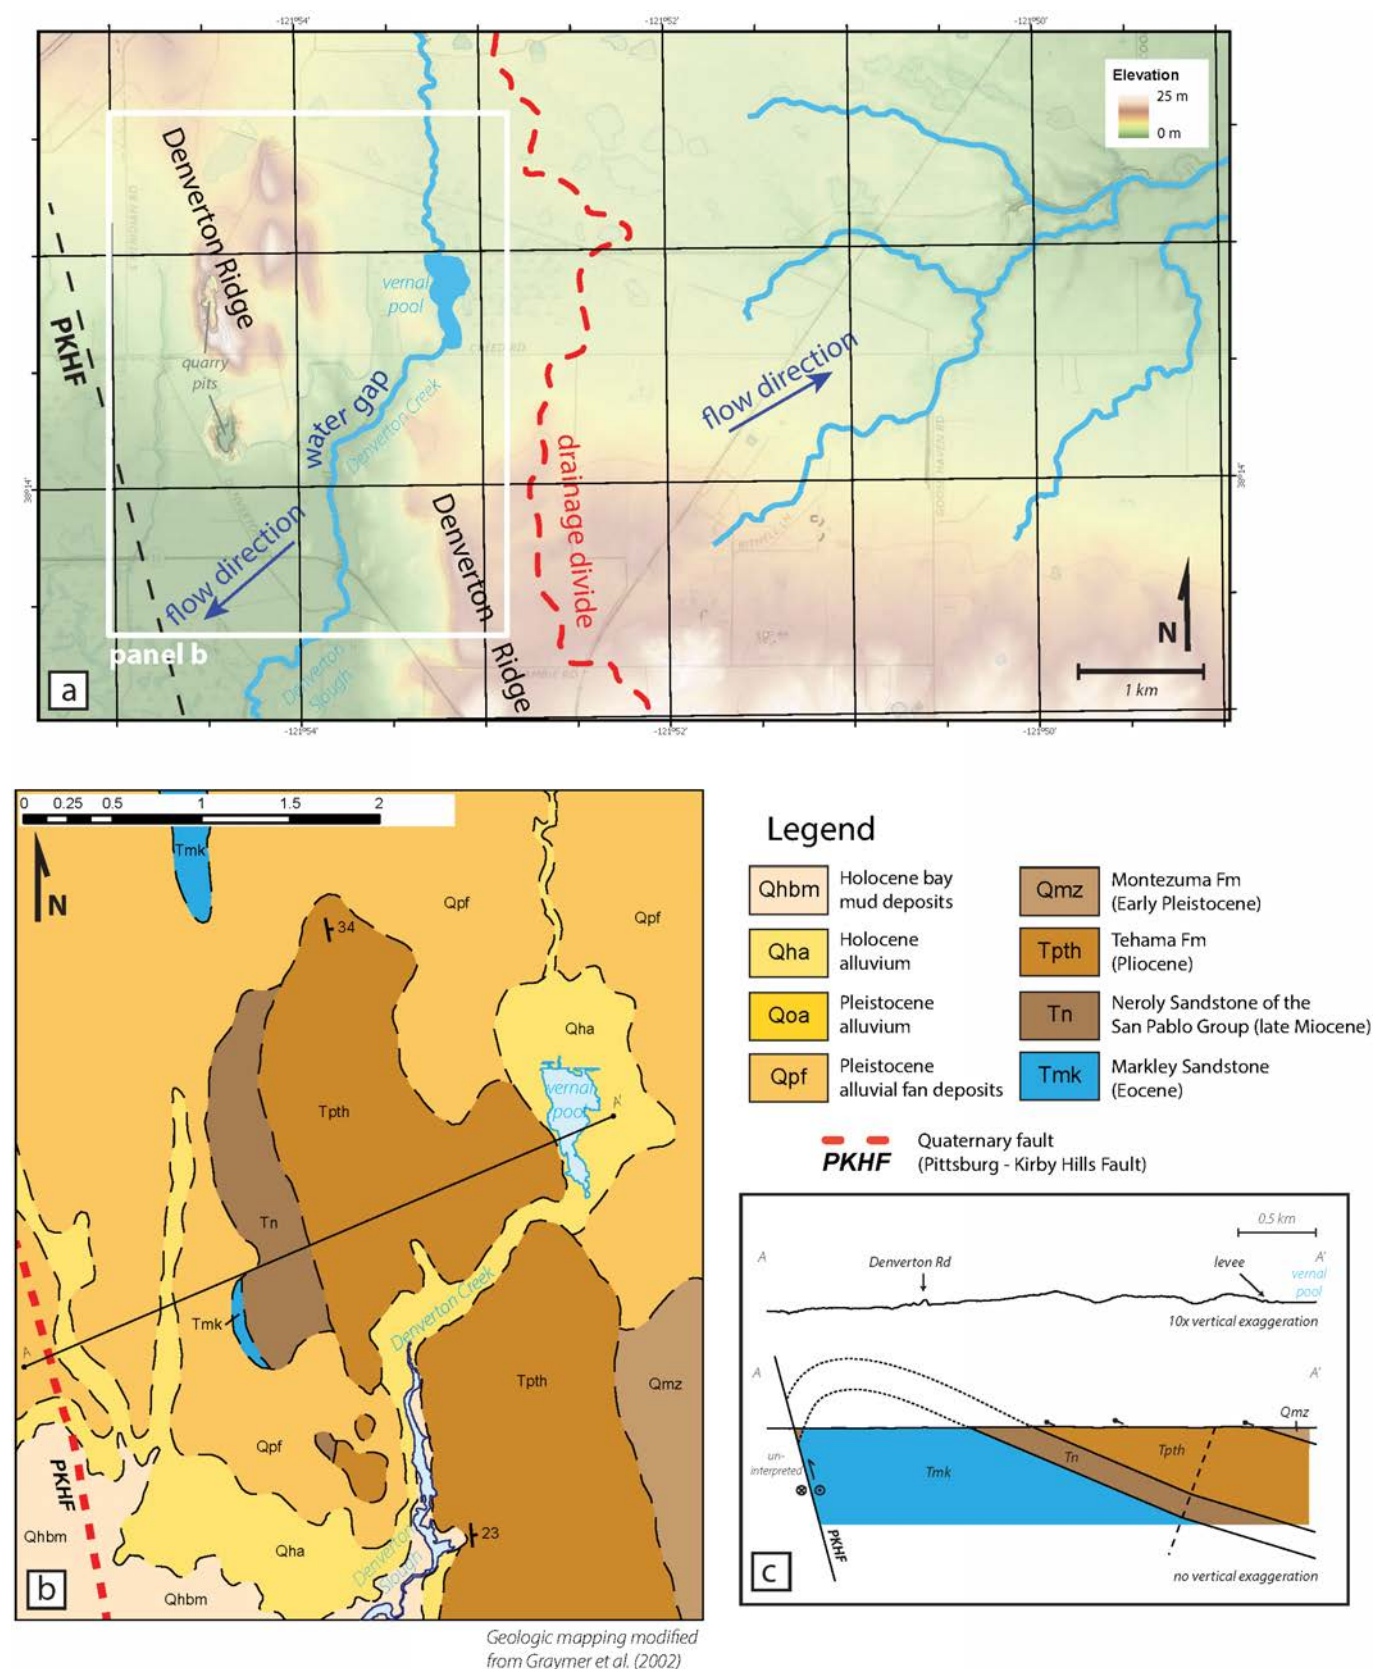 -121°54'
-121°52'
-121°50'
Elevation
25 m
0 m
Denverton
Ridge
vernal
pool
PKHF
quarry
pits
CREED RD
water gap
Denverton Creek
flow direction
drainage divide
38°14'
38°14'
Denverton
Ridge
flow direction
N
1 km
panel b
Denverton
Slough
a
-121°54'
-121°52'
-121°50'
0 0.25 0.5 1 1.5 2
N
Tmk
34
Qpf
Qpf
Qha
vernal
pool
A'
Tpth
Tn
Tmk
A
Denverton Creek
Tpth
Qmz
Qpf
PKHF
Qhbm
Qha
Denverton
Slough
23
Qhbm
b
Geologic mapping modified
from Graymer et al. (2002)
Legend
Qhbm
Holocene bay
mud deposits
Qha
Holocene
alluvium
Qoa
Pleistocene
alluvium
Qpf
Pleistocene
alluvial fan deposits
Qmz
Montezuma Fm
(Early Pleistocene)
Tpth
Tehama Fm
(Pliocene)
Tn
Neroly Sandstone of the
San Pablo Group (late Miocene)
Tmk
Markley Sandstone
(Eocene)
PKHF
Quaternary fault
(Pittsburg - Kirby Hills Fault)
0.5 km
A
Denverton Rd
levee
A'
vernal
pool
10x vertical exaggeration
A
A'
Qmz
un-
interpreted
Tmk
Tn
Tpth
PKHF
c
no vertical exaggeration